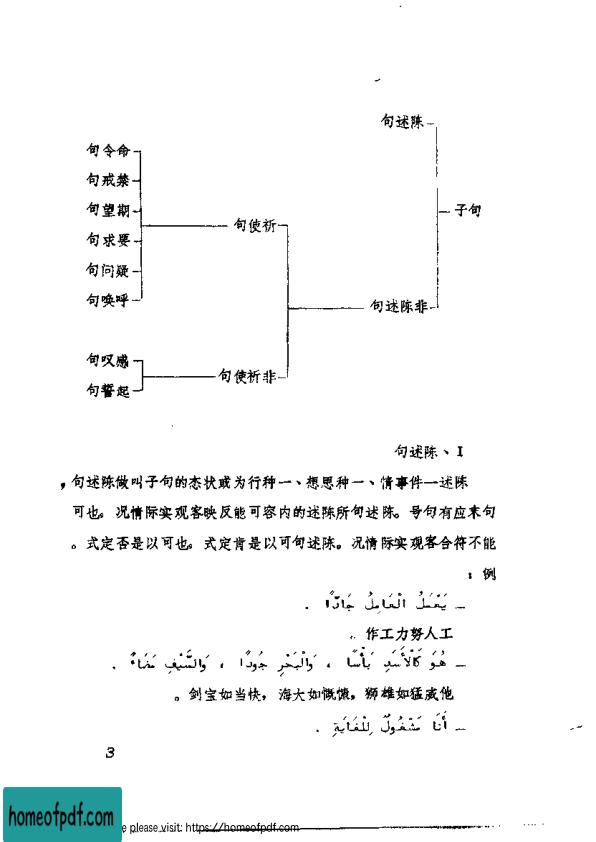 陈述句
命令句
禁戒句
期望句
句子
祈使句
要求句
疑问句
呼唤句
非陈述句
感叹句
非祈使句
起誓句
I、陈述句
陈述一件事情、一种思想、一种行为或状态的句子叫做陈述句，
句末应有句号。陈述句所陈述的内容可能反映客观实际情况。也可
能不符合客观实际情况。陈述句可以是肯定式。也可以是否定式。
例：
– يَعْمَلُ الْعَامِلُ جَادًّا .
工人努力工作。
– هُوَ كَالْأَسَدِ بَأْسًا ، وَالْبَحْرِ جُودًا ، وَالسَّيْفِ مَضَاءً .
他威猛如雄狮，慷慨如大海，快当如宝剑。
– أَنَا مَشْغُولٌ لِلْغَايَةِ .
3
homeofpdf.com
e please visit: https://homeofpdf.com